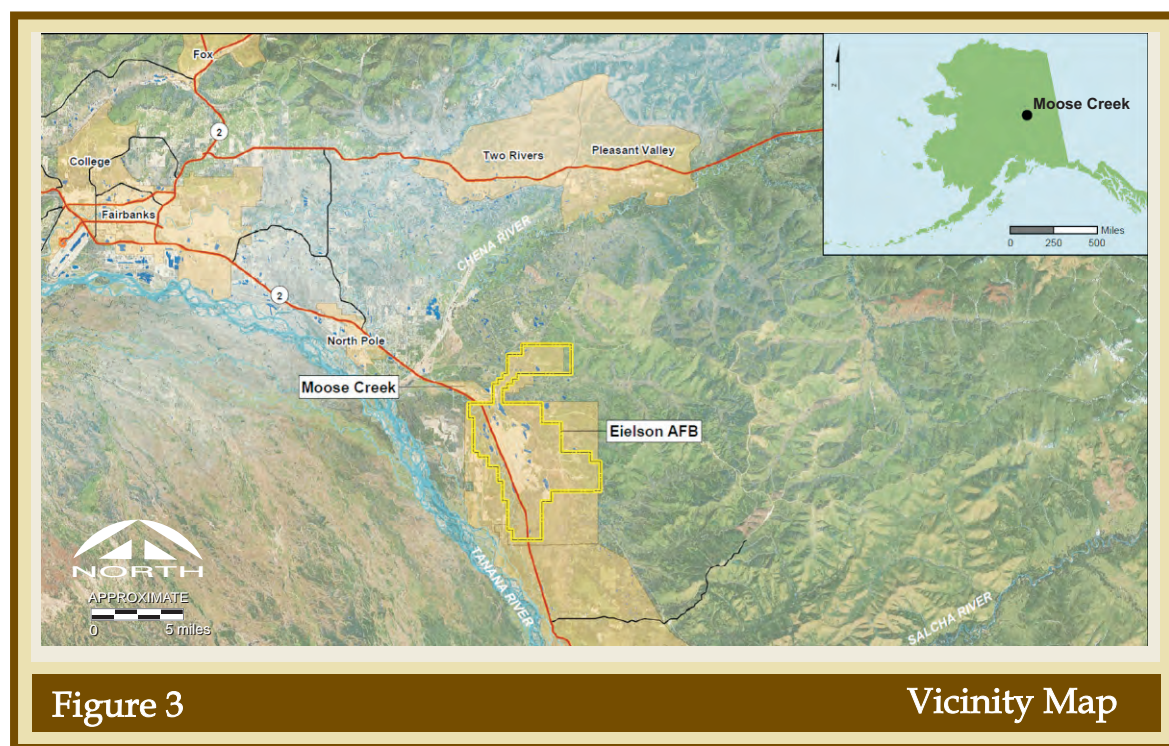 Fox
2
College
Two Rivers
Pleasant Valley
Fairbanks
CHENA RIVER
2
North Pole
Moose Creek
Eielson AFB
TANANA RIVER
SALCHA RIVER
NORTH
APPROXIMATE
0 5 miles
Moose Creek
Miles
0 250 500
Figure 3
Vicinity Map